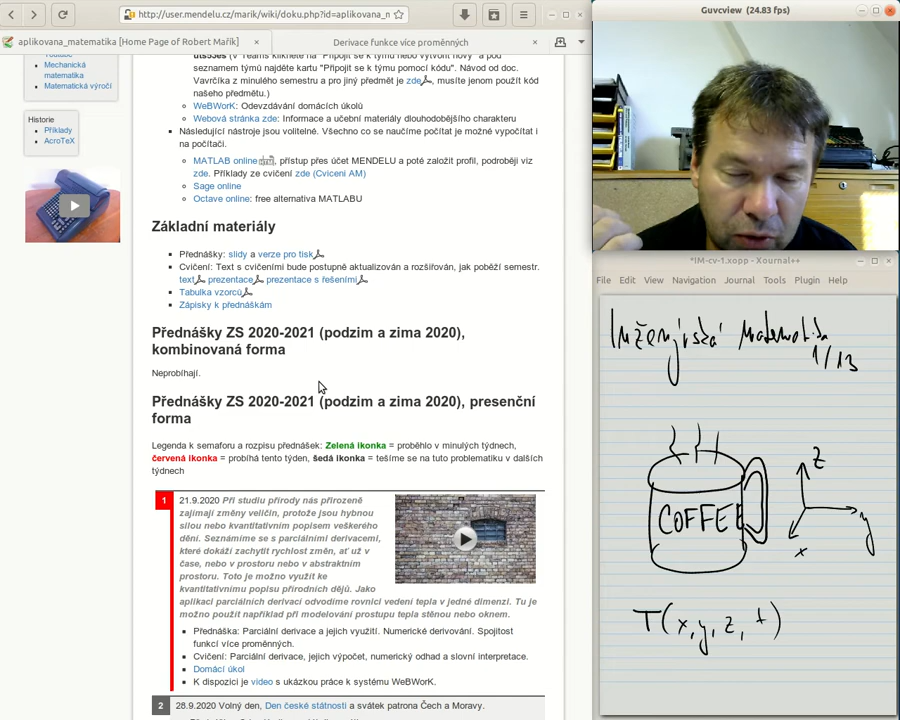 http://user.mendelu.cz/marik/wiki/doku.php?id=aplikovana_m
Guvcview (24.83 fps)
aplikovana_matematika [Home Page of Robert Mařík]
Derivace funkce více proměnných
Mechanická
matematika
Matematická výročí
Historie
Příklady
AcroTeX
seznamem týmů najděte kartu "Připojit se k týmu pomocí kódu". Návod od doc.
Vavrčíka z minulého semestru a pro jiný předmět je zde, musíte jenom použít kód
našeho předmětu.)
WeBWorK: Odevzdávání domácích úkolů
Webová stránka zde: Informace a učební materiály dlouhodobějšího charakteru
Následující nástroje jsou volitelné. Všechno co se naučíme počítat je možné vypočítat i
na počítači.
MATLAB online, přístup přes účet MENDELU a poté založit profil, podroběji viz
zde. Příklady ze cvičení zde (Cviceni AM)
Sage online
Octave online: free alternativa MATLABU
Základní materiály
Přednášky: slidy a verze pro tisk
Cvičení: Text s cvičeními bude postupně aktualizován a rozšiřován, jak poběží semestr.
text prezentace prezentace s řešeními
Tabulka vzorců
Zápisky k přednáškám
Přednášky ZS 2020-2021 (podzim a zima 2020),
kombinovaná forma
Neprobíhají.
Přednášky ZS 2020-2021 (podzim a zima 2020), presenční
forma
Legenda k semaforu a rozpisu přednášek: Zelená ikonka = proběhlo v minulých týdnech,
červená ikonka = probíhá tento týden, šedá ikonka = tešíme se na tuto problematiku v dalších
týdnech
1
21.9.2020 Při studiu přírody nás přirozeně
zajímají změny veličin, protože jsou hybnou
silou nebo kvantitativním popisem veškerého
dění. Seznamíme se s parciálními derivacemi,
které dokáží zachytit rychlost změn, ať už v
čase, nebo v prostoru nebo v abstraktním
prostoru. Toto je možno využít ke
kvantitativnímu popisu přírodních dějů. Jako
aplikaci parciálních derivací odvodíme rovnici vedení tepla v jedné dimenzi. Tu je
možno použít například při modelování prostupu tepla stěnou nebo oknem.
Přednáška: Parciální derivace a jejich využití. Numerické derivování. Spojitost
funkcí více proměnných.
Cvičení: Parciální derivace, jejich výpočet, numerický odhad a slovní interpretace.
Domácí úkol
K dispozici je video s ukázkou práce k systému WeBWorK.
2
28.9.2020 Volný den, Den české státnosti a svátek patrona Čech a Moravy.
*IM-cv-1.xopp - Xournal++
File Edit View Navigation Journal Tools Plugin Help
Inženýrská matematika
1/13
COFFEE
z
y
x
T(x, y, z, t)